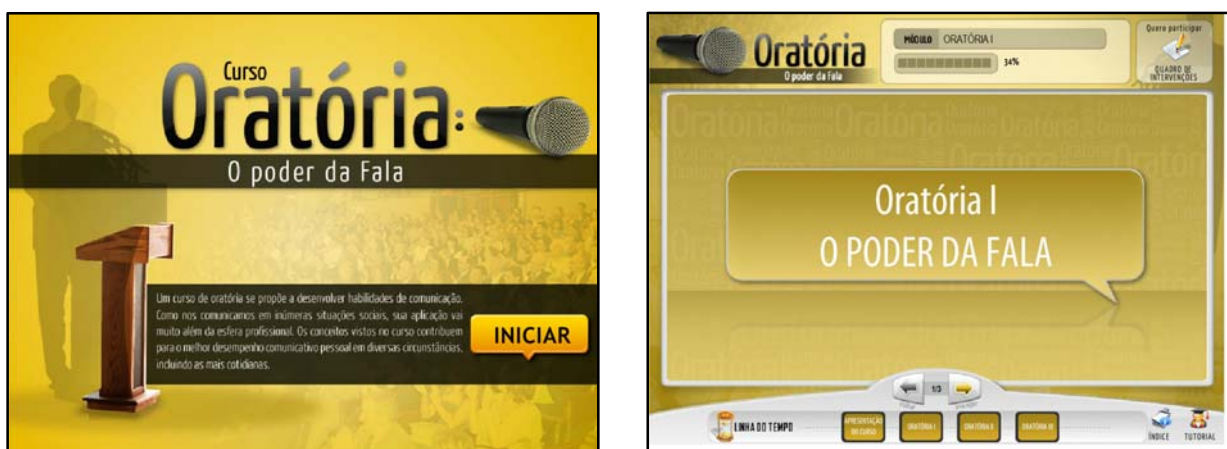 Curso
Oratória:
O poder da Fala
Um curso de oratória se propõe a desenvolver habilidades de comunicação.
Como nos comunicamos em inúmeras situações sociais, sua aplicação vai
muito além da esfera profissional. Os conceitos vistos no curso contribuem
para o melhor desempenho comunicativo pessoal em diversas circunstâncias,
incluindo as mais cotidianas.
INICIAR
Oratória
O poder da Fala
MÓDULO ORATÓRIA I
34%
Quero participar
QUADRO DE
INTERVENÇÕES
Oratória I
O PODER DA FALA
1/3
LINHA DO TEMPO
APRESENTAÇÃO
DO CURSO
ORATÓRIA I
ORATÓRIA II
ORATÓRIA III
ÍNDICE
TUTORIAL